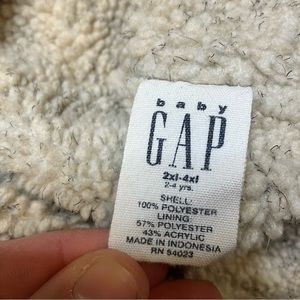 baby
GAP
2xl-4xl
2-4 yrs.
SHELL:
100% POLYESTER
LINING:
57% POLYESTER
43% ACRYLIC
MADE IN INDONESIA
RN 54023